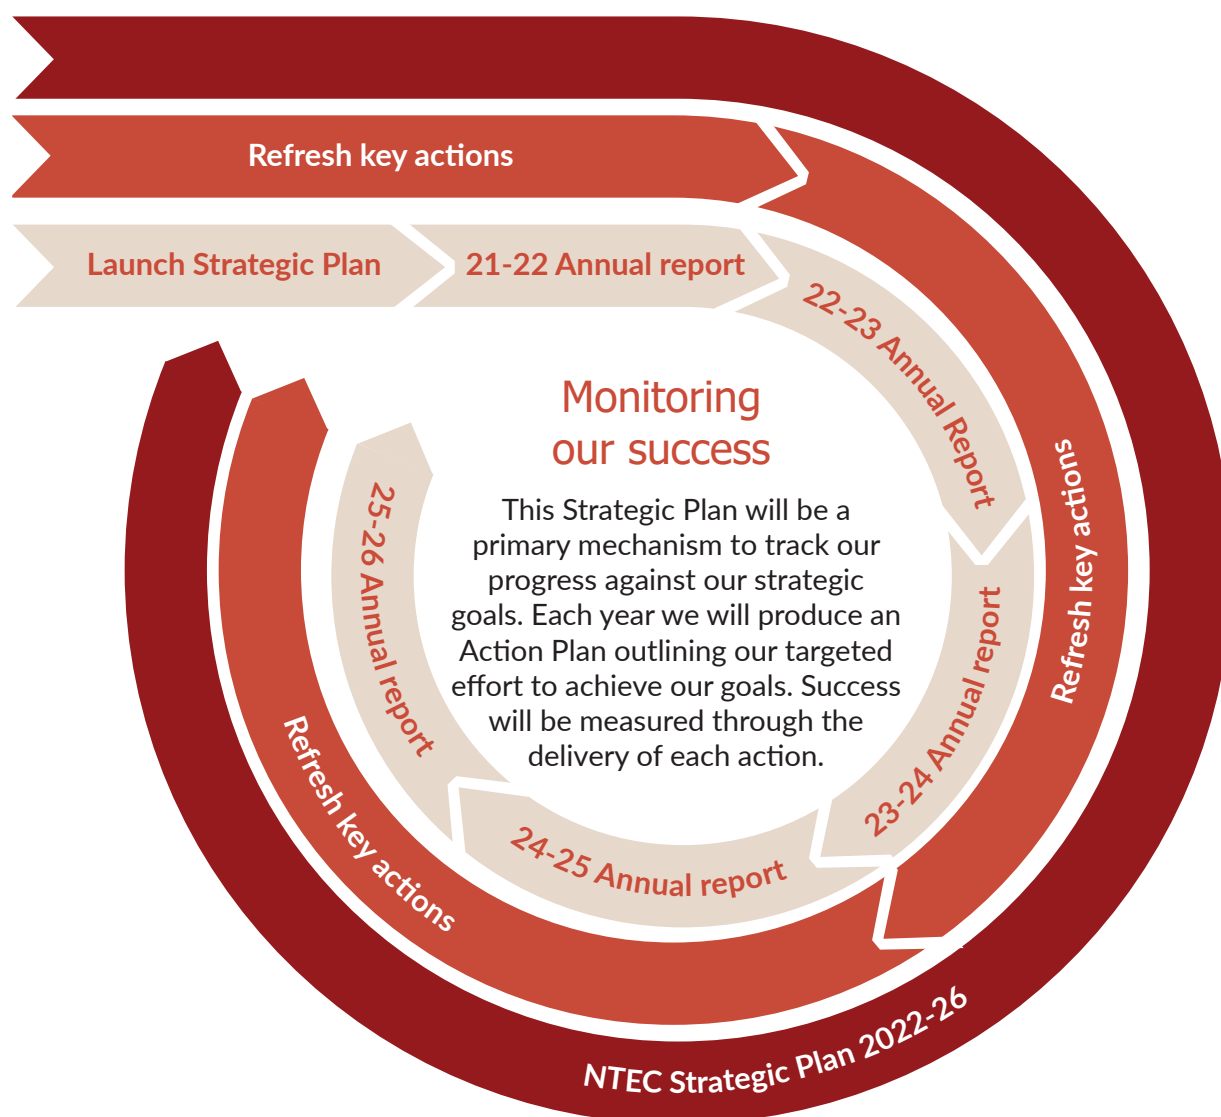 Refresh key actions
Launch Strategic Plan
21-22 Annual report
22-23 Annual Report
Monitoring
our success
This Strategic Plan will be a
primary mechanism to track our
progress against our strategic
goals. Each year we will produce an
Action Plan outlining our targeted
effort to achieve our goals. Success
will be measured through the
delivery of each action.
Refresh key actions
23-24 Annual report
24-25 Annual report
25-26 Annual report
Refresh key actions
NTEC Strategic Plan 2022-26